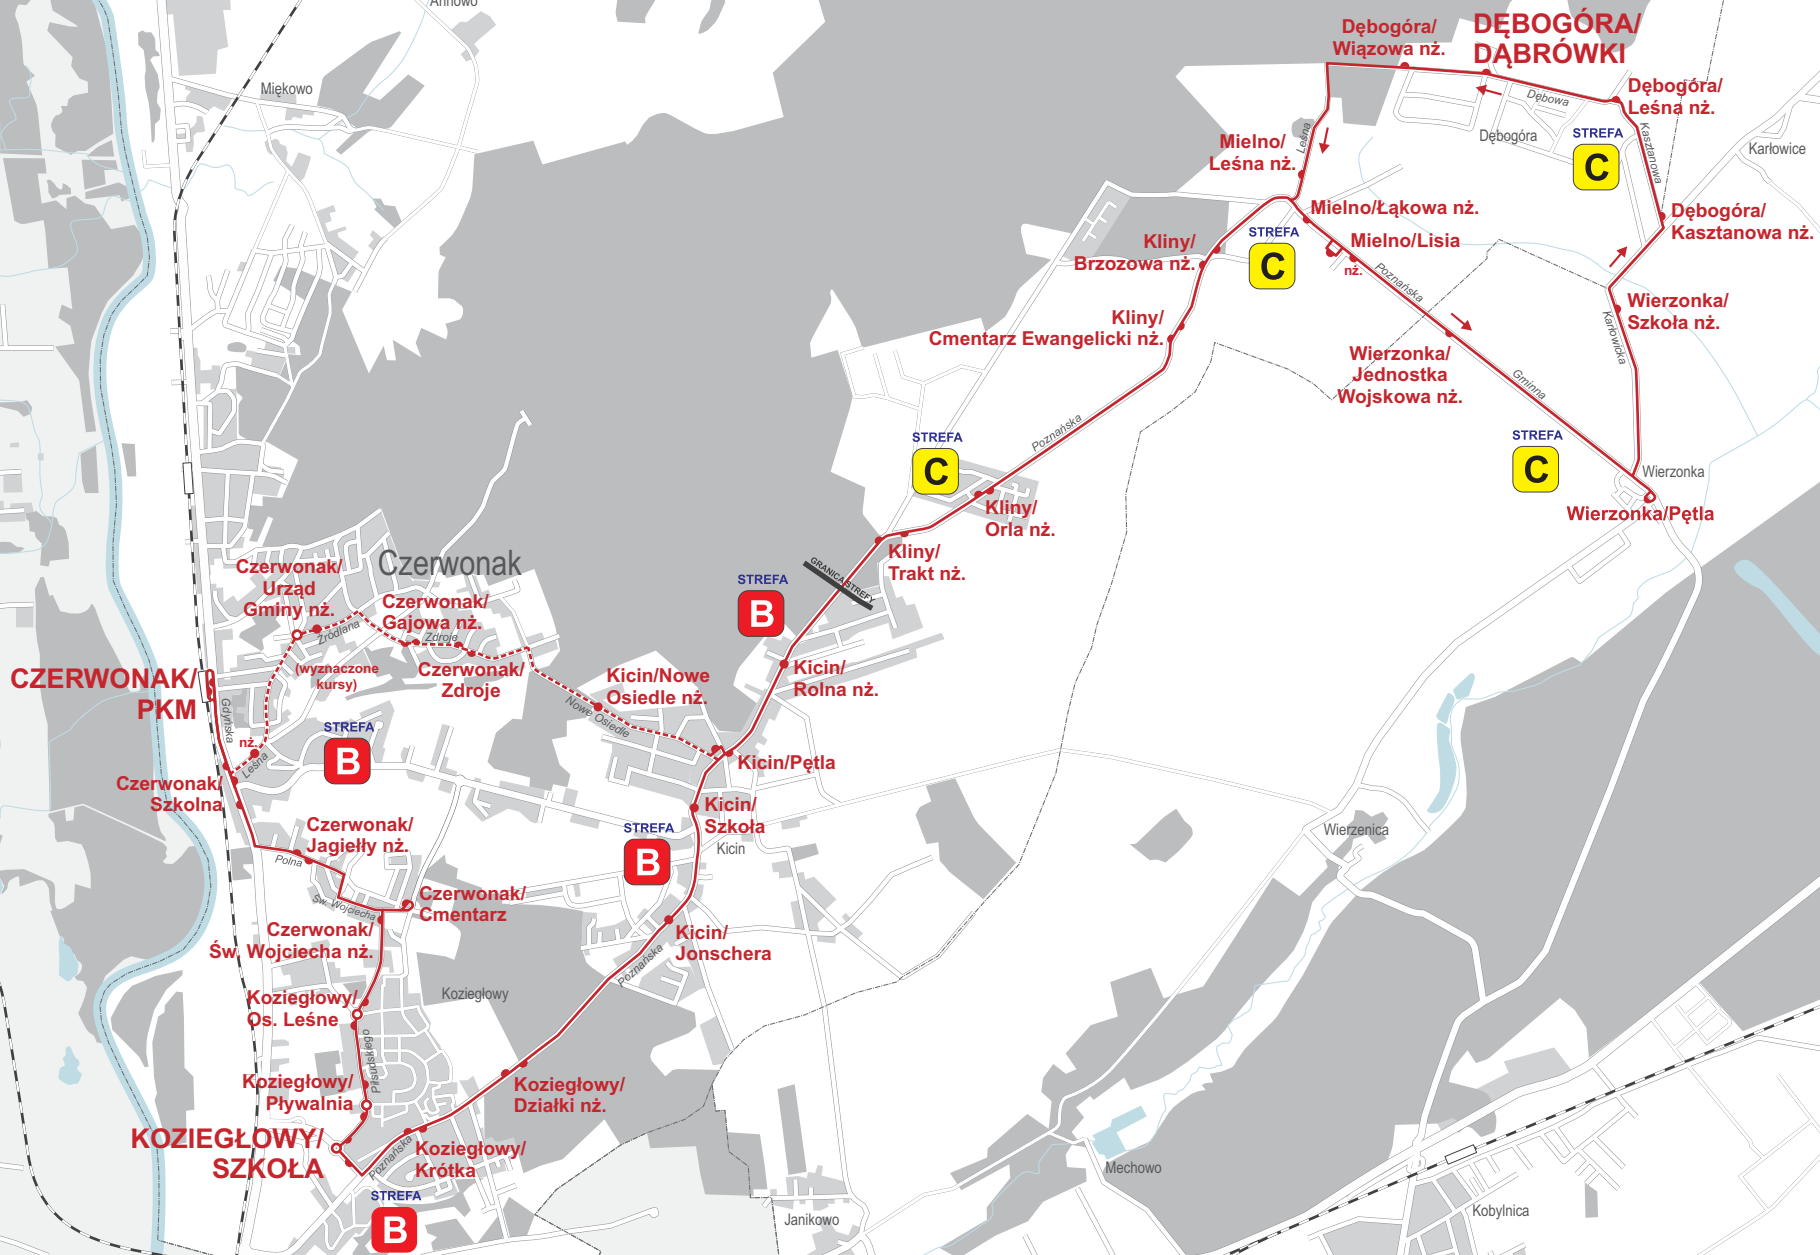 Annowo
Miękowo
Dębogóra/
Wiązowa nż.
DĘBOGÓRA/
DĄBRÓWKI
Dębowa
Dębogóra/
Leśna nż.
Dębogóra
STREFA
C
Kasztanowa
Karłowice
Leśna
Mielno/
Leśna nż.
Mielno/Łąkowa nż.
Dębogóra/
Kasztanowa nż.
STREFA
C
Kliny/
Brzozowa nż.
Mielno/Lisia
nż.
Poznańska
Wierzonka/
Szkoła nż.
Karłowicka
Kliny/
Cmentarz Ewangelicki nż.
Wierzonka/
Jednostka
Wojskowa nż.
Gminna
Poznańska
STREFA
C
STREFA
C
Wierzonka
Wierzonka/Pętla
Kliny/
Orla nż.
Kliny/
Trakt nż.
GRANICA STREFY
STREFA
B
Czerwonak
Czerwonak/
Urząd
Gminy nż.
Źródlana
Czerwonak/
Gajowa nż.
Zdroje
(wyznaczone
kursy)
Czerwonak/
Zdroje
Kicin/Nowe
Osiedle nż.
Nowe Osiedle
Kicin/
Rolna nż.
CZERWONAK/
PKM
Gdyńska
nż.
Leśna
STREFA
B
Kicin/Pętla
Czerwonak/
Szkolna
Kicin/
Szkoła
Kicin
STREFA
B
Wierzenica
Czerwonak/
Jagiełły nż.
Polna
Św. Wojciecha
Czerwonak/
Cmentarz
Czerwonak/
Św. Wojciecha nż.
Kicin/
Jonschera
Poznańska
Koziegłowy
Koziegłowy/
Os. Leśne
Piłsudskiego
Koziegłowy/
Pływalnia
Koziegłowy/
Działki nż.
KOZIEGŁOWY/
SZKOŁA
Poznańska
Koziegłowy/
Krótka
STREFA
B
Mechowo
Janikowo
Kobylnica